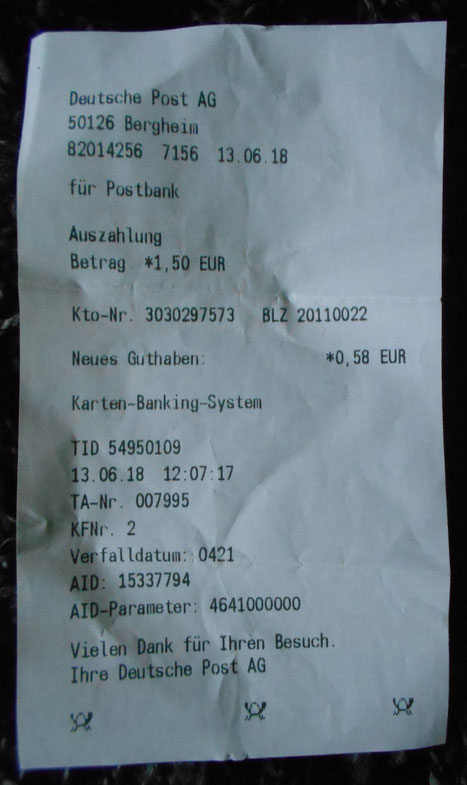 Deutsche Post AG
50126 Bergheim
82014256 7156 13.06.18
für Postbank
Auszahlung
Betrag *1,50 EUR
Kto-Nr. 3030297573 BLZ 20110022
Neues Guthaben: *0,58 EUR
Karten-Banking-System
TID 54950109
13.06.18 12:07:17
TA-Nr. 007995
KFNr. 2
Verfalldatum: 0421
AID: 15337794
AID-Parameter: 4641000000
Vielen Dank für Ihren Besuch.
Ihre Deutsche Post AG